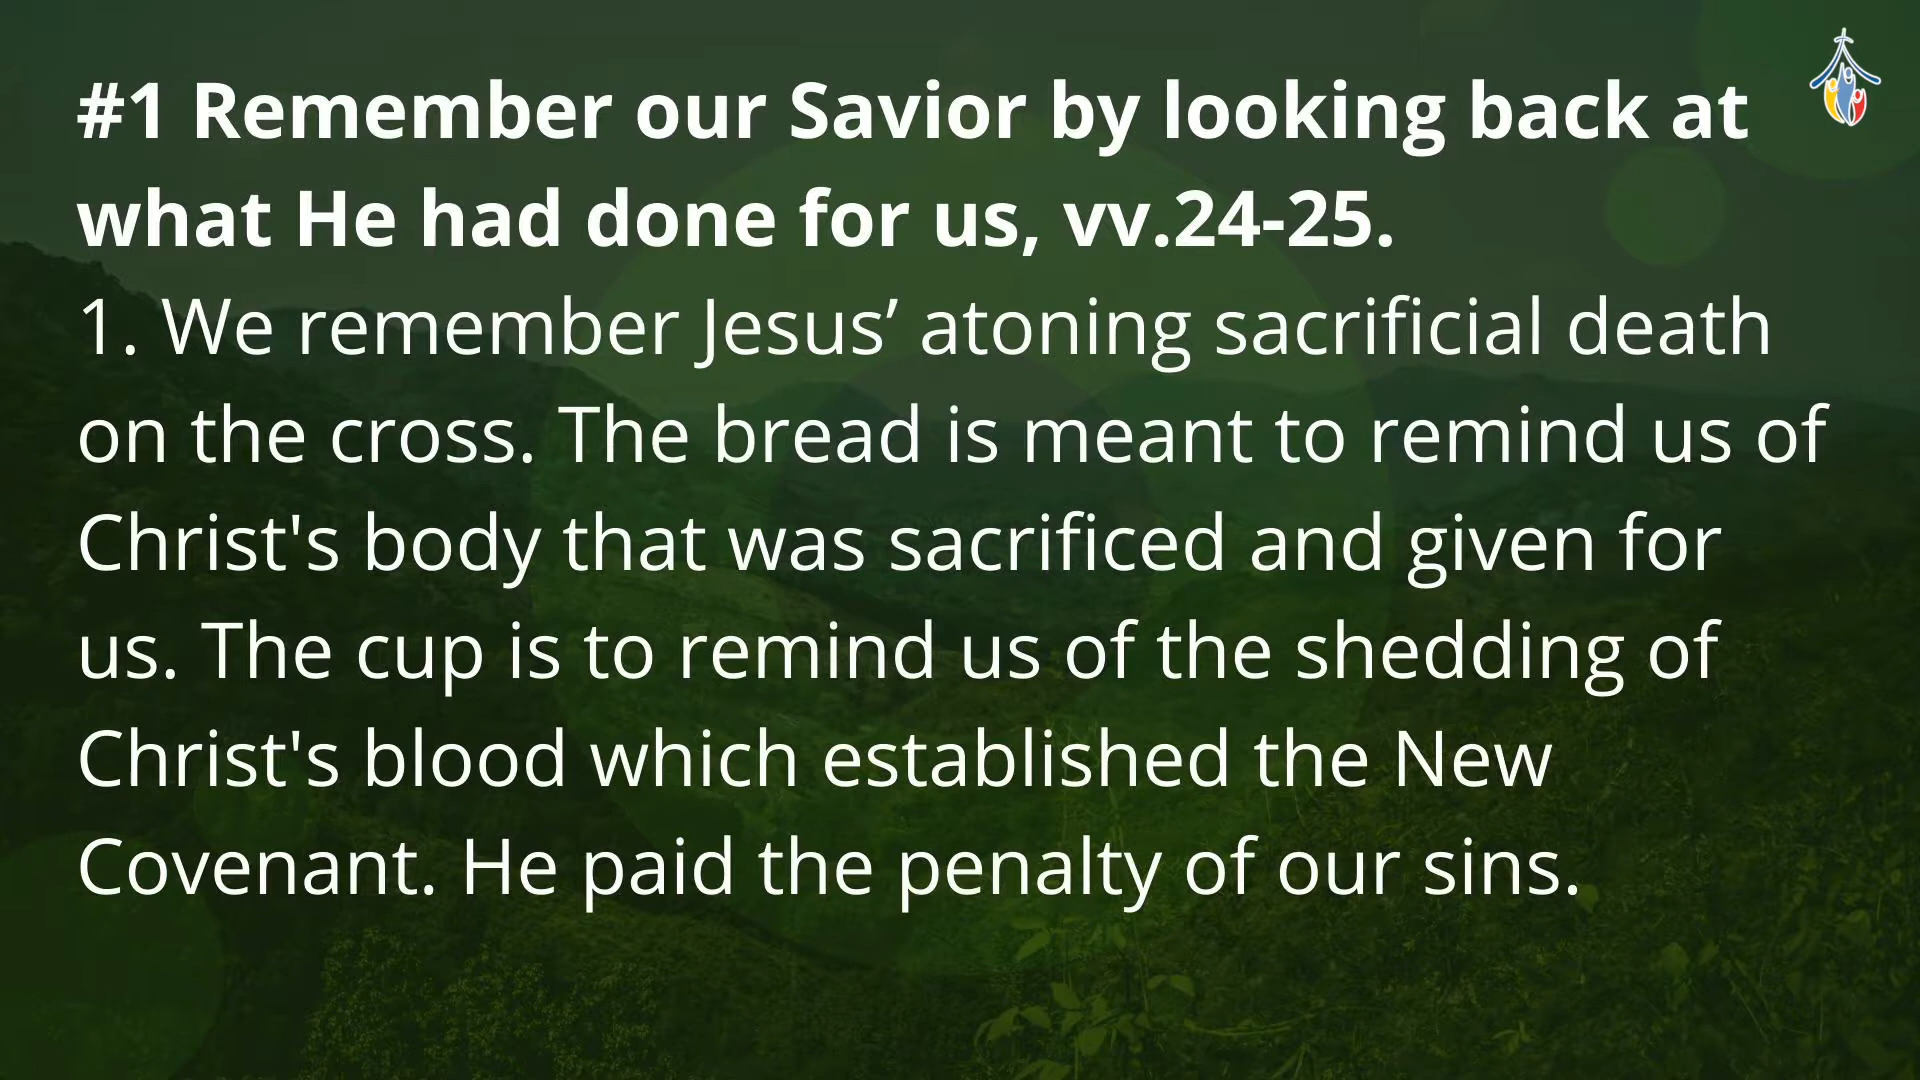 #1 Remember our Savior by looking back at
what He had done for us, vv.24-25.
1. We remember Jesus’ atoning sacrificial death
on the cross. The bread is meant to remind us of
Christ's body that was sacrificed and given for
us. The cup is to remind us of the shedding of
Christ's blood which established the New
Covenant. He paid the penalty of our sins.